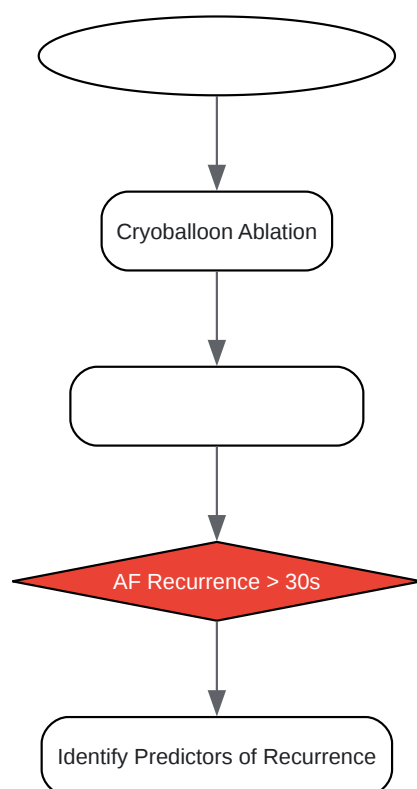 Cryoballoon Ablation
AF Recurrence > 30s
Identify Predictors of Recurrence